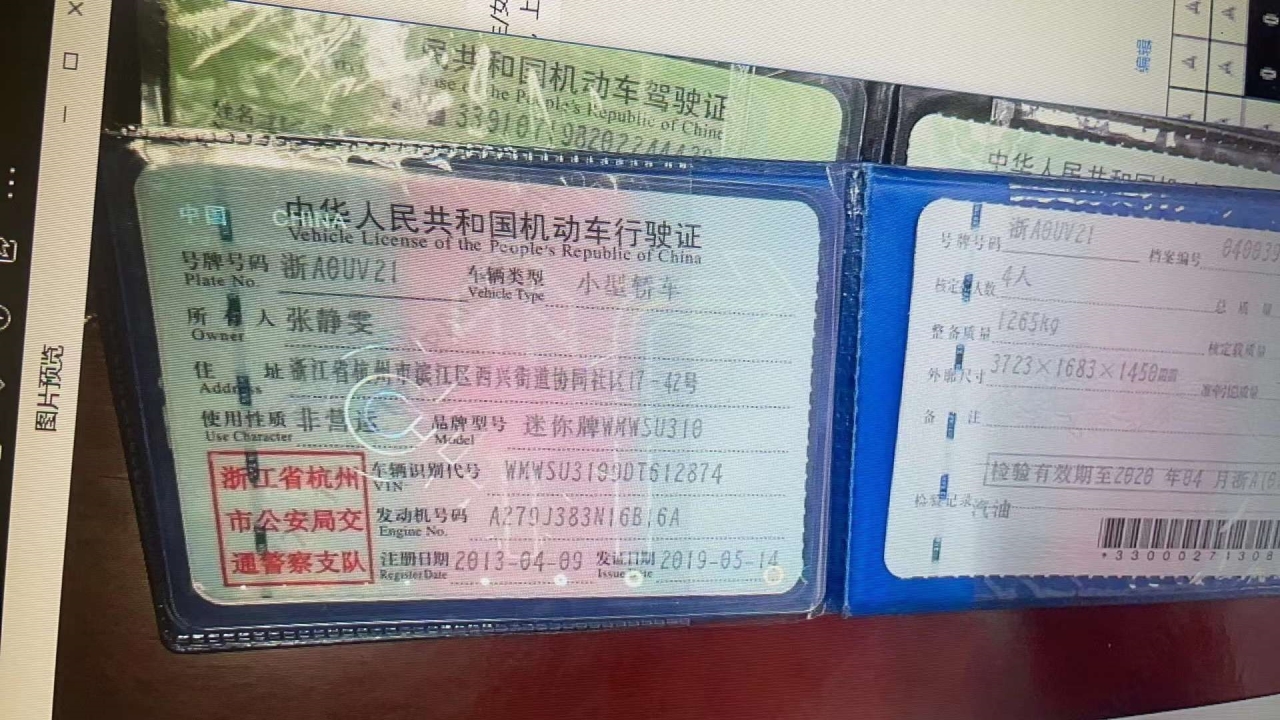 图片预览
编辑
民共和国机动车驾驶证
姓名
中华人民共和国机
中国 CHINA
中华人民共和国机动车行驶证
Vehicle License of the People's Republic of China
号牌号码 浙A0UV21 车辆类型 小型轿车
Plate No. Vehicle Type
所有人 张静雯
Owner
住址 浙江省杭州市滨江区西兴街道协同社区17-42号
Address
使用性质 非营运 品牌型号 迷你牌WMWSU310
Use Character Model
浙江省杭州
市公安局交
通警察支队
车辆识别代号 WMWSU3109DT612874
VIN
发动机号码 A279J383N16B16A
Engine No.
注册日期 2013-04-09 发证日期 2019-05-14
Register Date Issue Date
号牌号码 浙A0UV21 档案编号
核定载人数 4人 总质量
整备质量 1265kg 核定载质量
外廓尺寸 3723×1683×1450mm 准牵引总质量
备注
检验有效期至2020年04月浙A
检验记录 汽油